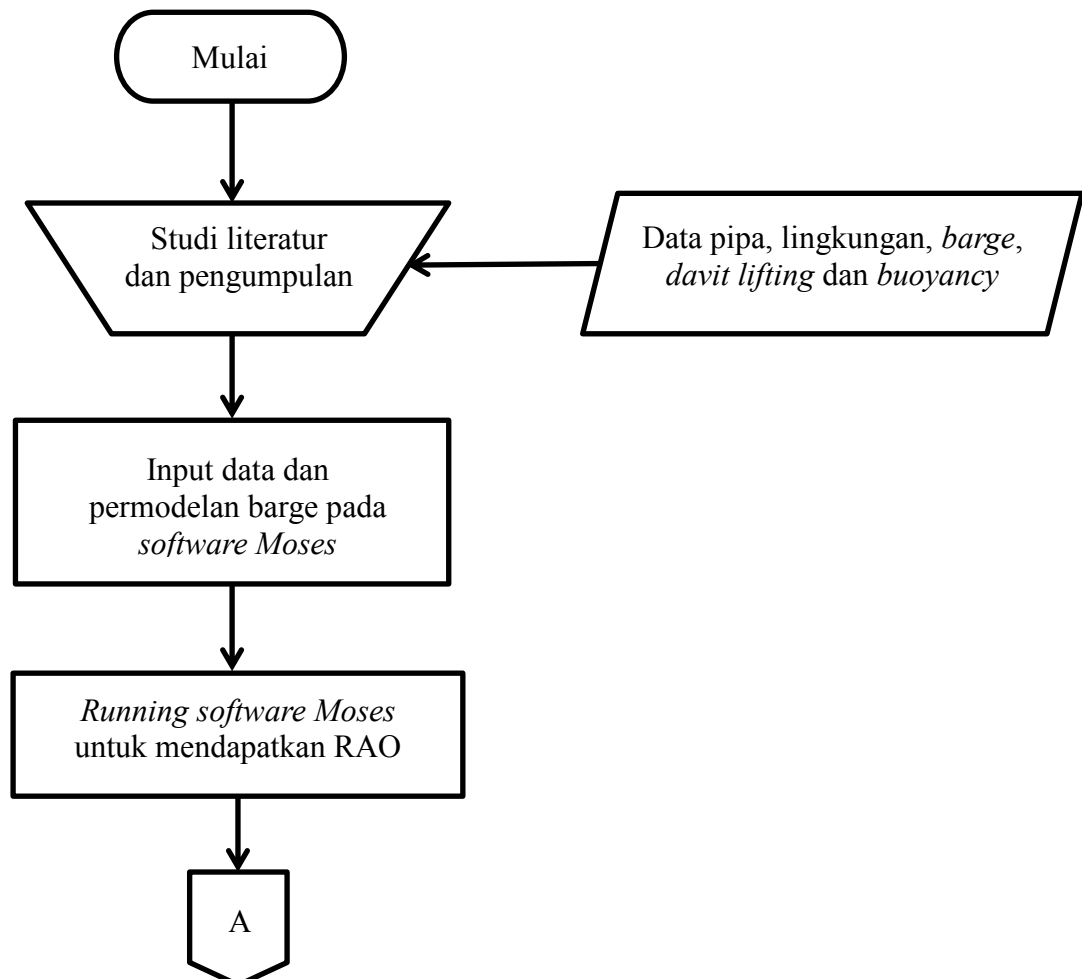 Mulai
Studi literatur
dan pengumpulan
Data pipa, lingkungan, barge,
davit lifting dan buoyancy
Input data dan
permodelan barge pada
software Moses
Running software Moses
untuk mendapatkan RAO
A